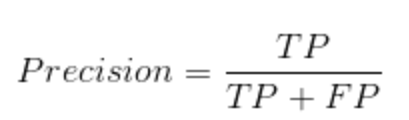 Precision = TP / TP + FP